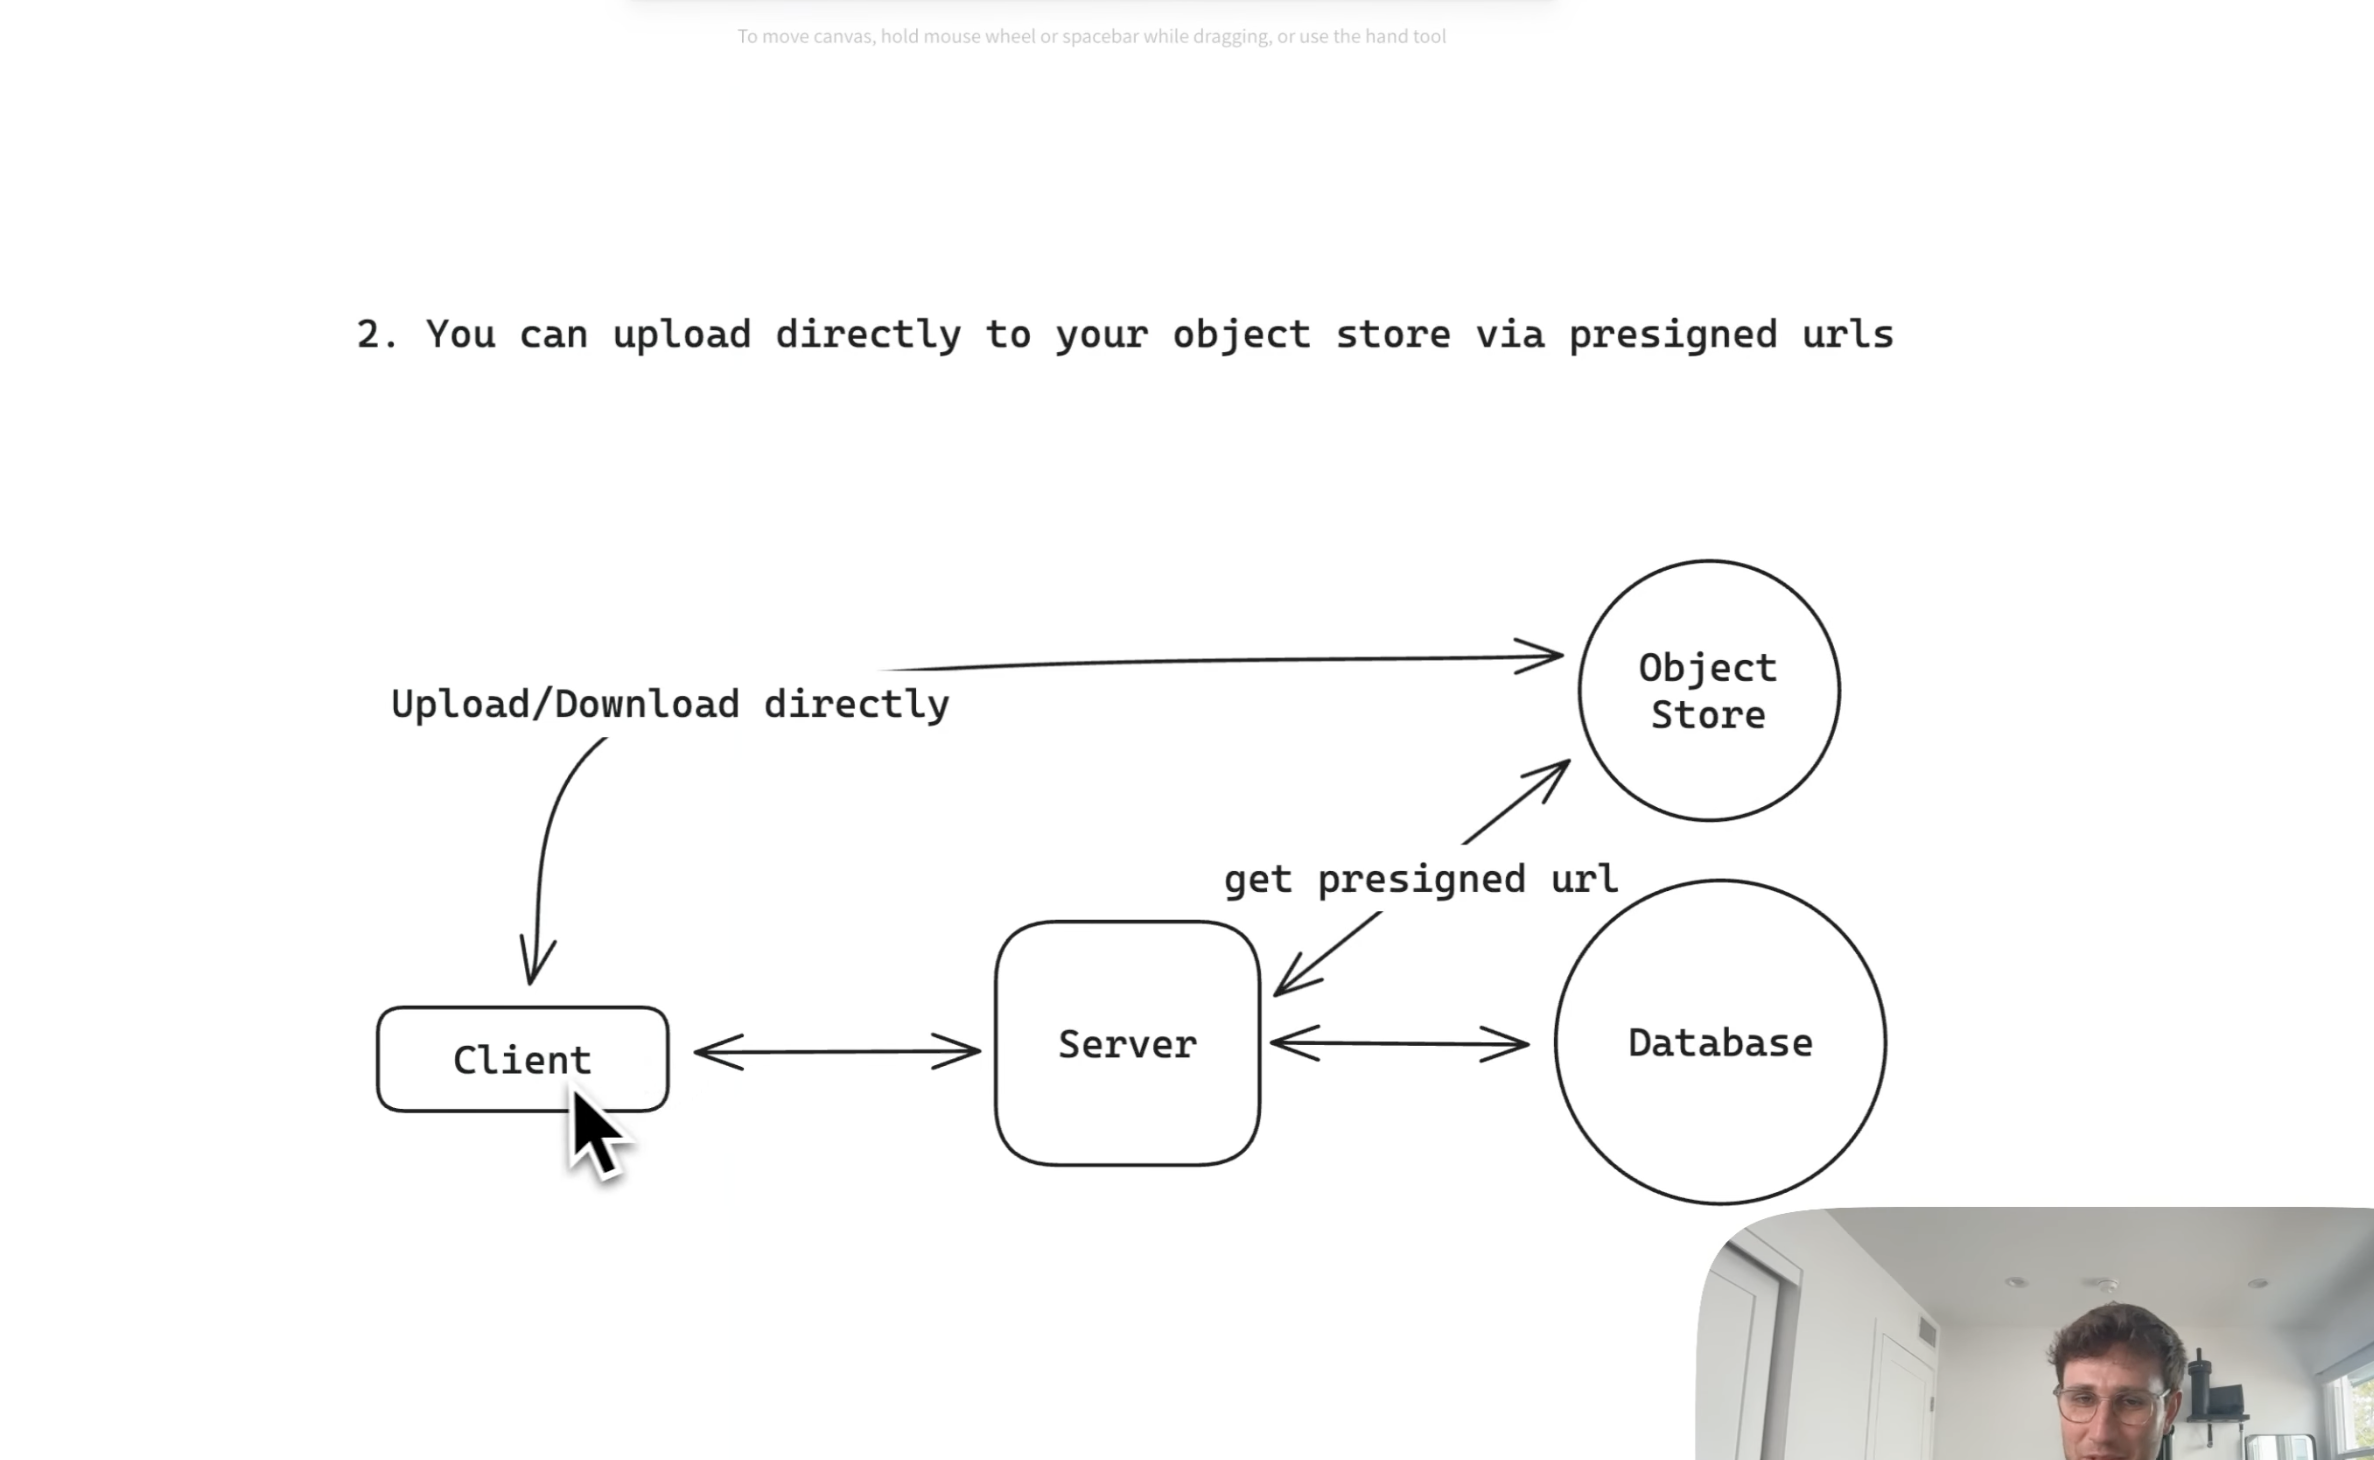 To move canvas, hold mouse wheel or spacebar while dragging, or use the hand tool
2. You can upload directly to your object store via presigned urls
Object
Store
Upload/Download directly
get presigned url
Client
Server
Database